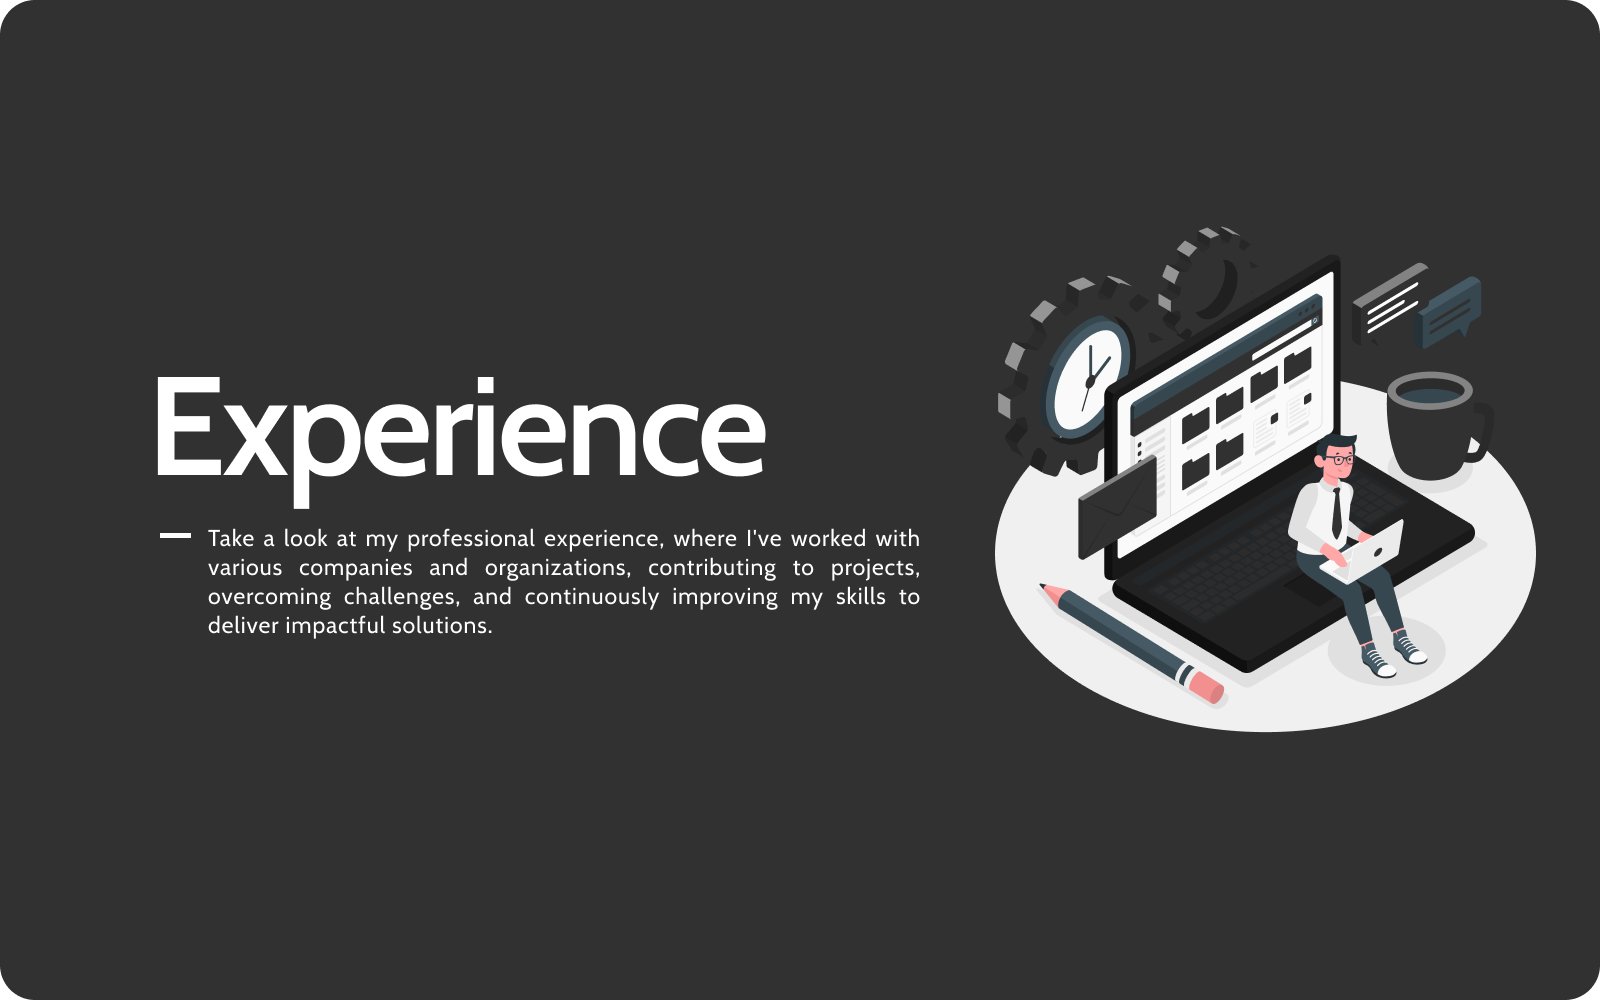 Experience
Take a look at my professional experience, where I've worked with
various companies and organizations, contributing to projects,
overcoming challenges, and continuously improving my skills to
deliver impactful solutions.